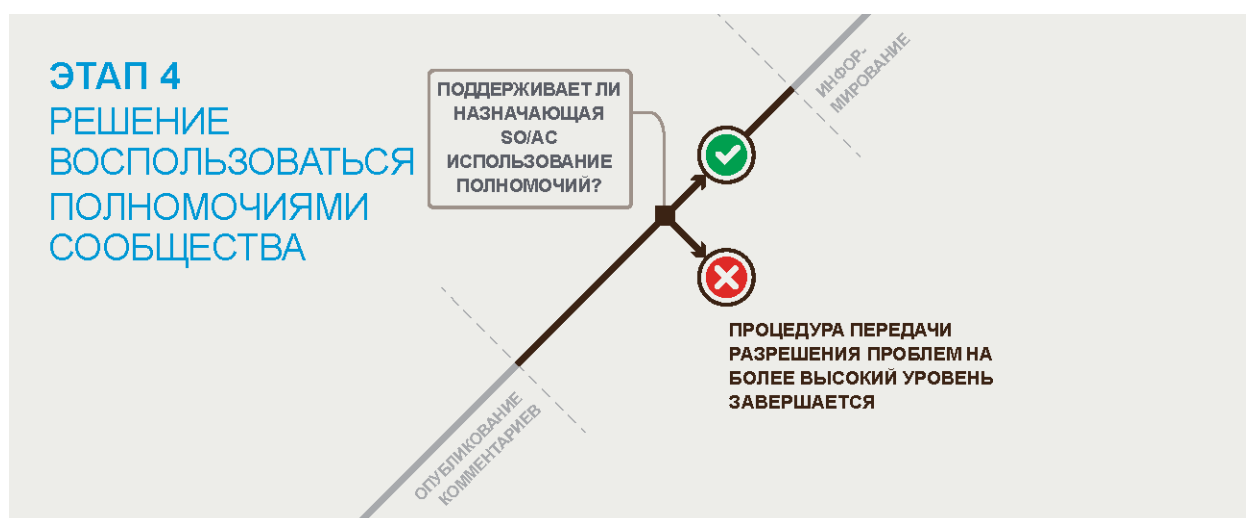 ЭТАП 4
РЕШЕНИЕ
ВОСПОЛЬЗОВАТЬСЯ
ПОЛНОМОЧИЯМИ
СООБЩЕСТВА
ПОДДЕРЖИВАЕТ ЛИ
НАЗНАЧАЮЩАЯ
SO/AC
ИСПОЛЬЗОВАНИЕ
ПОЛНОМОЧИЙ?
ИНФОР-
МИРОВАНИЕ
ПРОЦЕДУРА ПЕРЕДАЧИ
РАЗРЕШЕНИЯ ПРОБЛЕМ НА
БОЛЕЕ ВЫСОКИЙ УРОВЕНЬ
ЗАВЕРШАЕТСЯ
ОПУБЛИКОВАНИЕ
КОММЕНТАРИЕВ